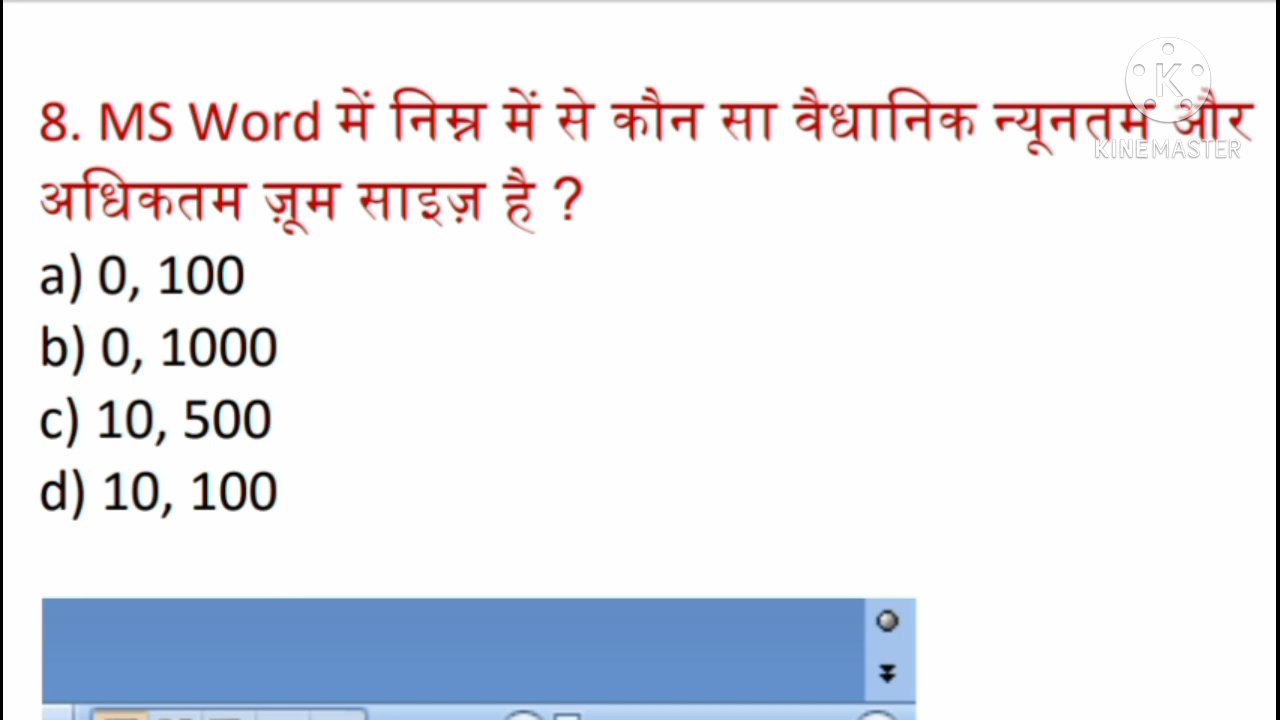 8. MS Word में निम्न में से कौन सा वैधानिक न्यूनतम और
अधिकतम ज़ूम साइज़ है ?
a) 0, 100
b) 0, 1000
c) 10, 500
d) 10, 100
K
KINEMASTER